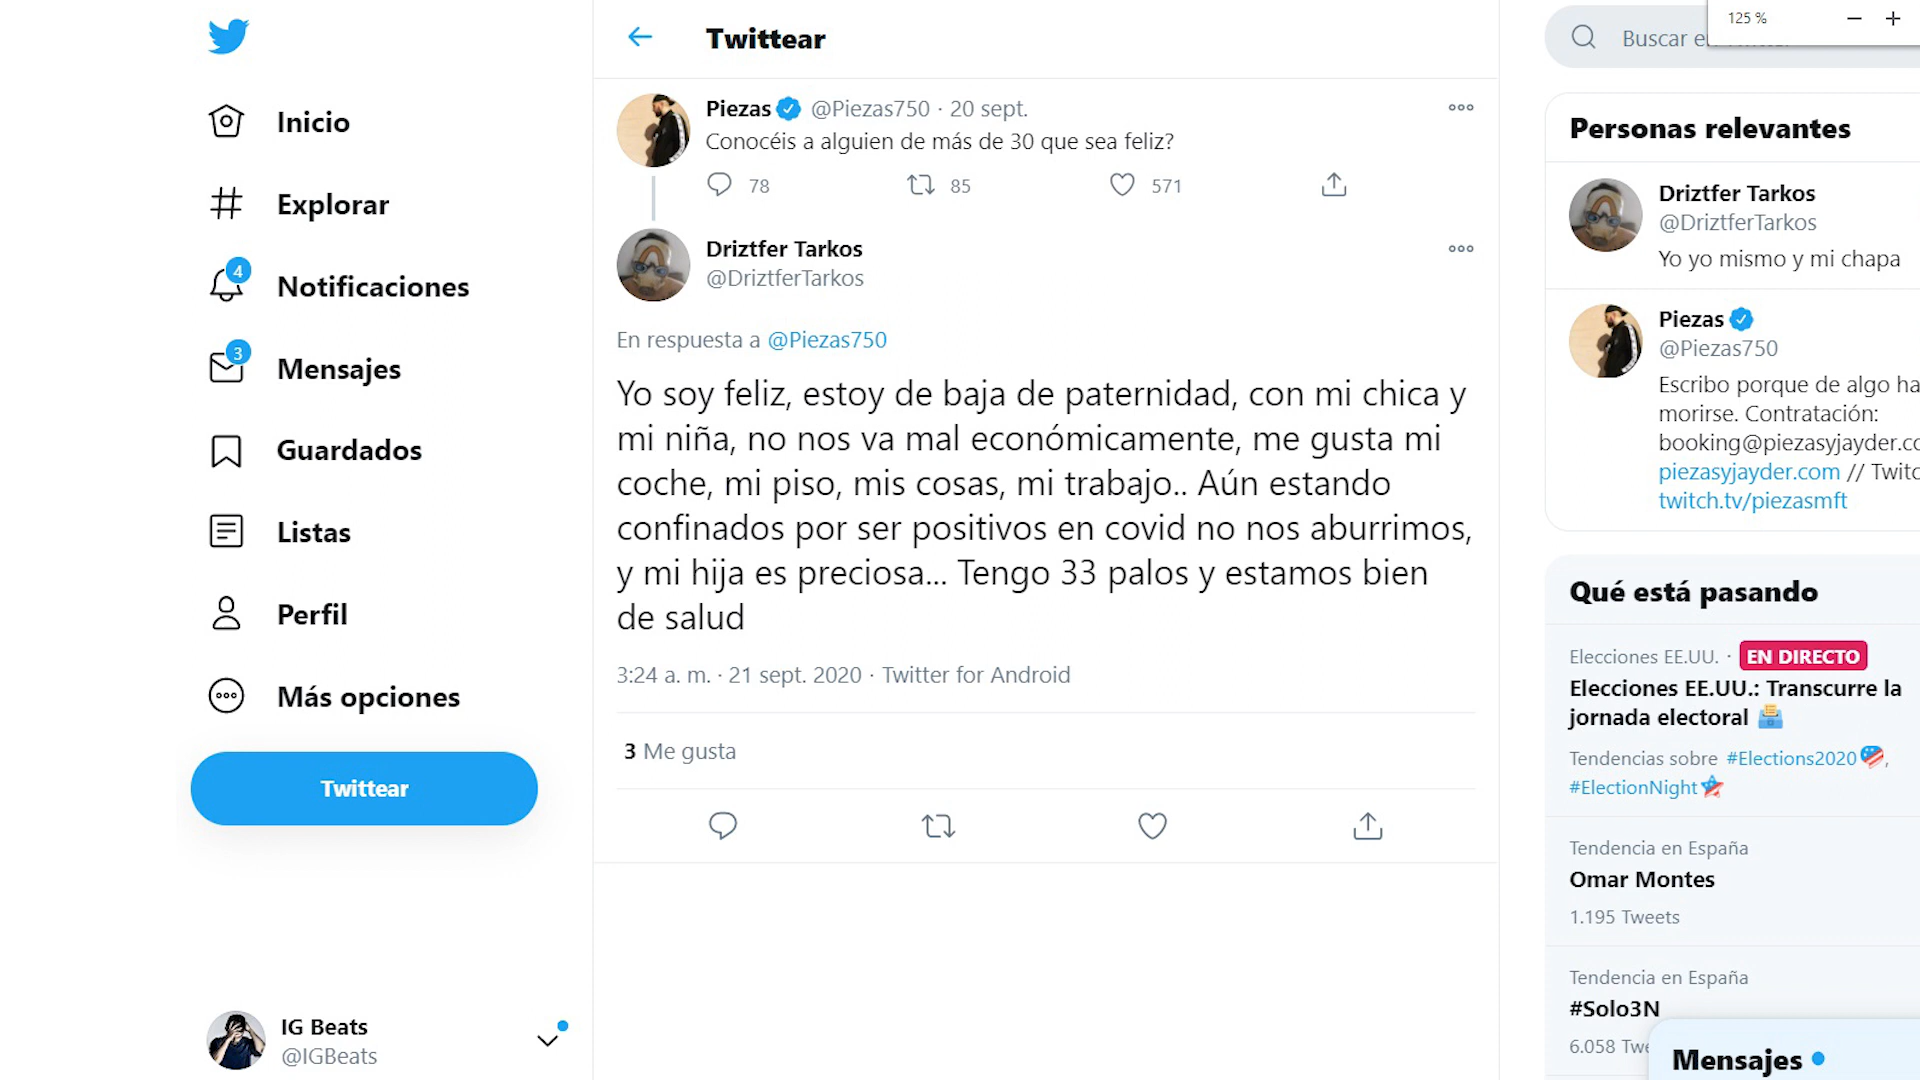 Inicio
Explorar
4
Notificaciones
3
Mensajes
Guardados
Listas
Perfil
Más opciones
Twittear
IG Beats
@IGBeats
Twittear
Piezas @Piezas750 · 20 sept.
Conocéis a alguien de más de 30 que sea feliz?
78 85 571
Driztfer Tarkos
@DriztferTarkos
En respuesta a @Piezas750
Yo soy feliz, estoy de baja de paternidad, con mi chica y
mi niña, no nos va mal económicamente, me gusta mi
coche, mi piso, mis cosas, mi trabajo.. Aún estando
confinados por ser positivos en covid no nos aburrimos,
y mi hija es preciosa... Tengo 33 palos y estamos bien
de salud
3:24 a. m. · 21 sept. 2020 · Twitter for Android
3 Me gusta
125 % − +
Buscar
Personas relevantes
Driztfer Tarkos
@DriztferTarkos
Yo yo mismo y mi chapa
Piezas
@Piezas750
Escribo porque de algo ha
morirse. Contratación:
booking@piezasyjayder.co
piezasyjayder.com // Twitc
twitch.tv/piezasmft
Qué está pasando
Elecciones EE.UU. · EN DIRECTO
Elecciones EE.UU.: Transcurre la
jornada electoral
Tendencias sobre #Elections2020,
#ElectionNight
Tendencia en España
Omar Montes
1.195 Tweets
Tendencia en España
#Solo3N
6.058 Twe
Mensajes